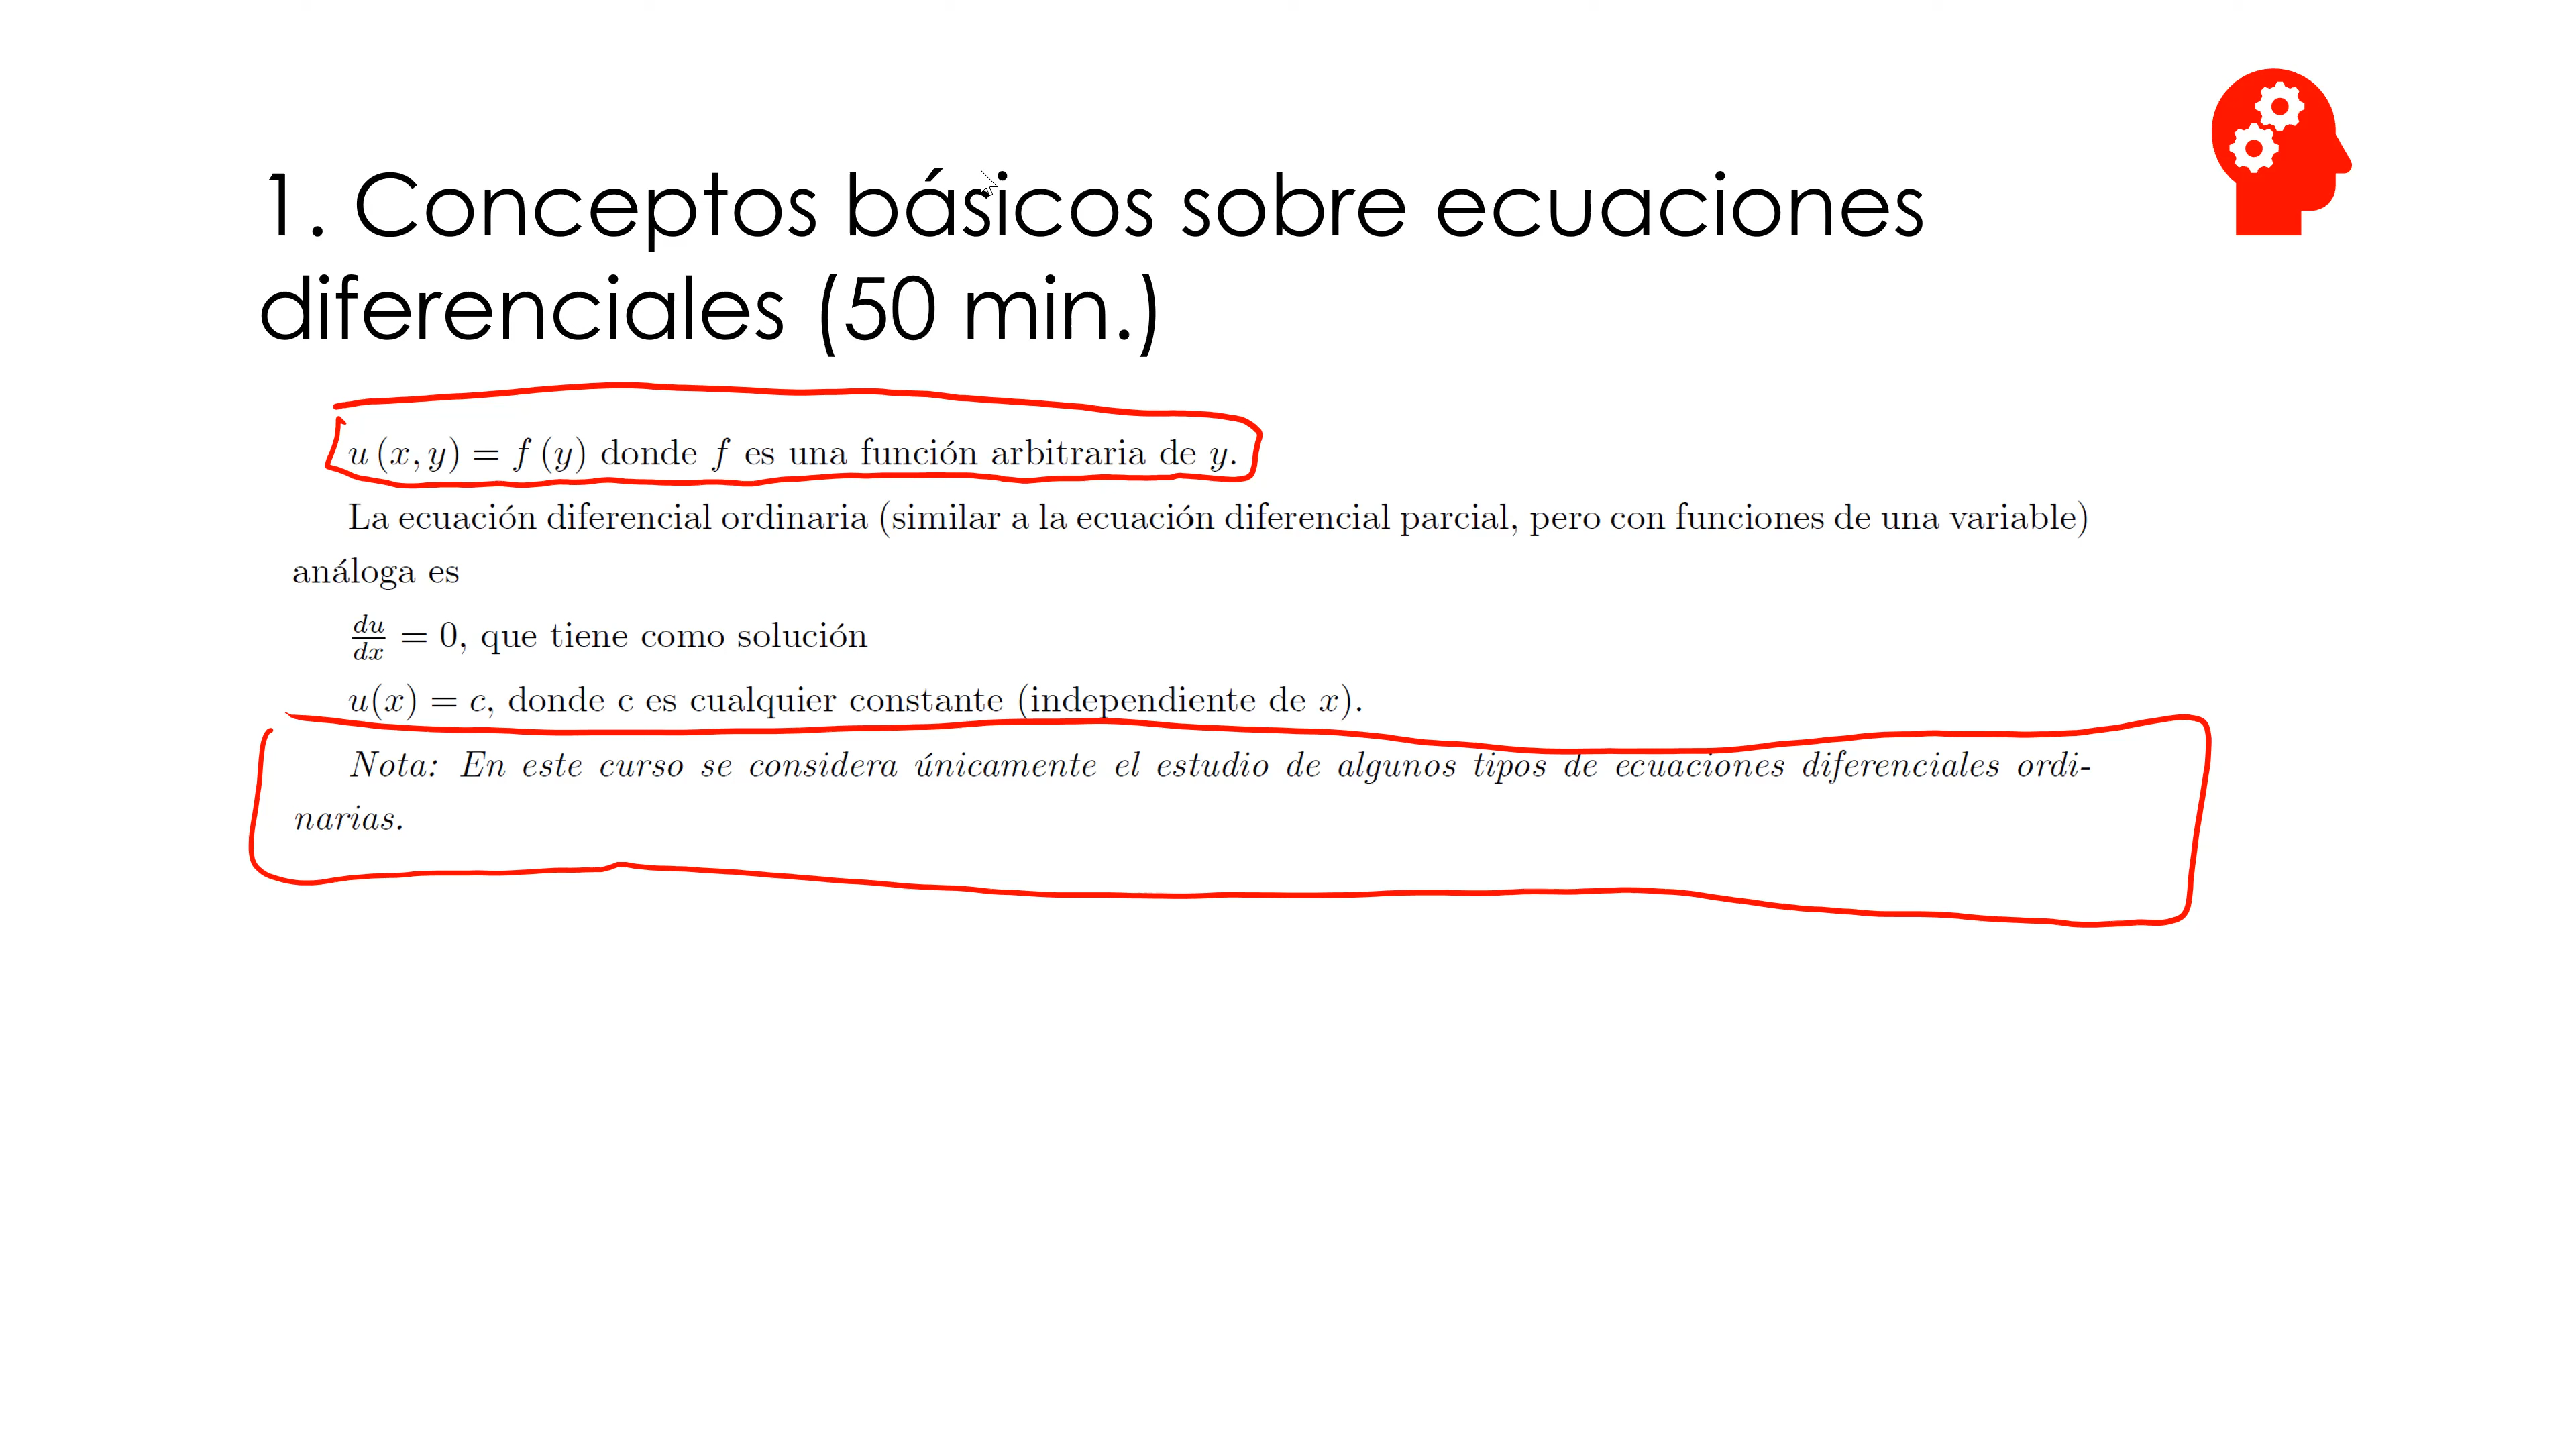 1. Conceptos básicos sobre ecuaciones
diferenciales (50 min.)
u (x, y) = f (y) donde f es una función arbitraria de y.
La ecuación diferencial ordinaria (similar a la ecuación diferencial parcial, pero con funciones de una variable)
análoga es
du/dx = 0, que tiene como solución
u(x) = c, donde c es cualquier constante (independiente de x).
Nota: En este curso se considera únicamente el estudio de algunos tipos de ecuaciones diferenciales ordi-
narias.